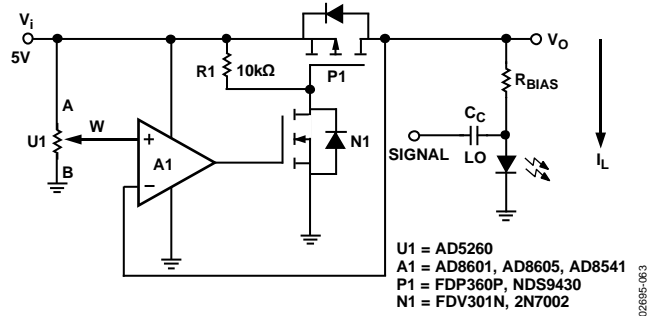 Vi
5V
A
W
U1
B
R1
10kΩ
P1
+
A1
−
N1
VO
RBIAS
CC
SIGNAL
LO
IL
U1 = AD5260
A1 = AD8601, AD8605, AD8541
P1 = FDP360P, NDS9430
N1 = FDV301N, 2N7002
02695-063